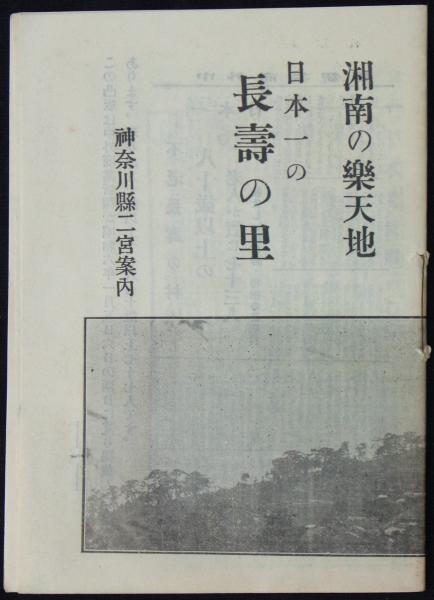 湘南の樂天地
日本一の
長壽の里
神奈川縣二宮案內